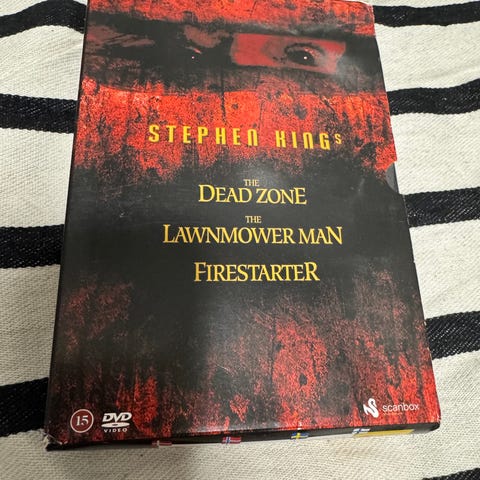 STEPHEN KINGS
THE
DEAD ZONE
THE
LAWNMOWER MAN
FIRESTARTER
15
DVD
VIDEO
scanbox